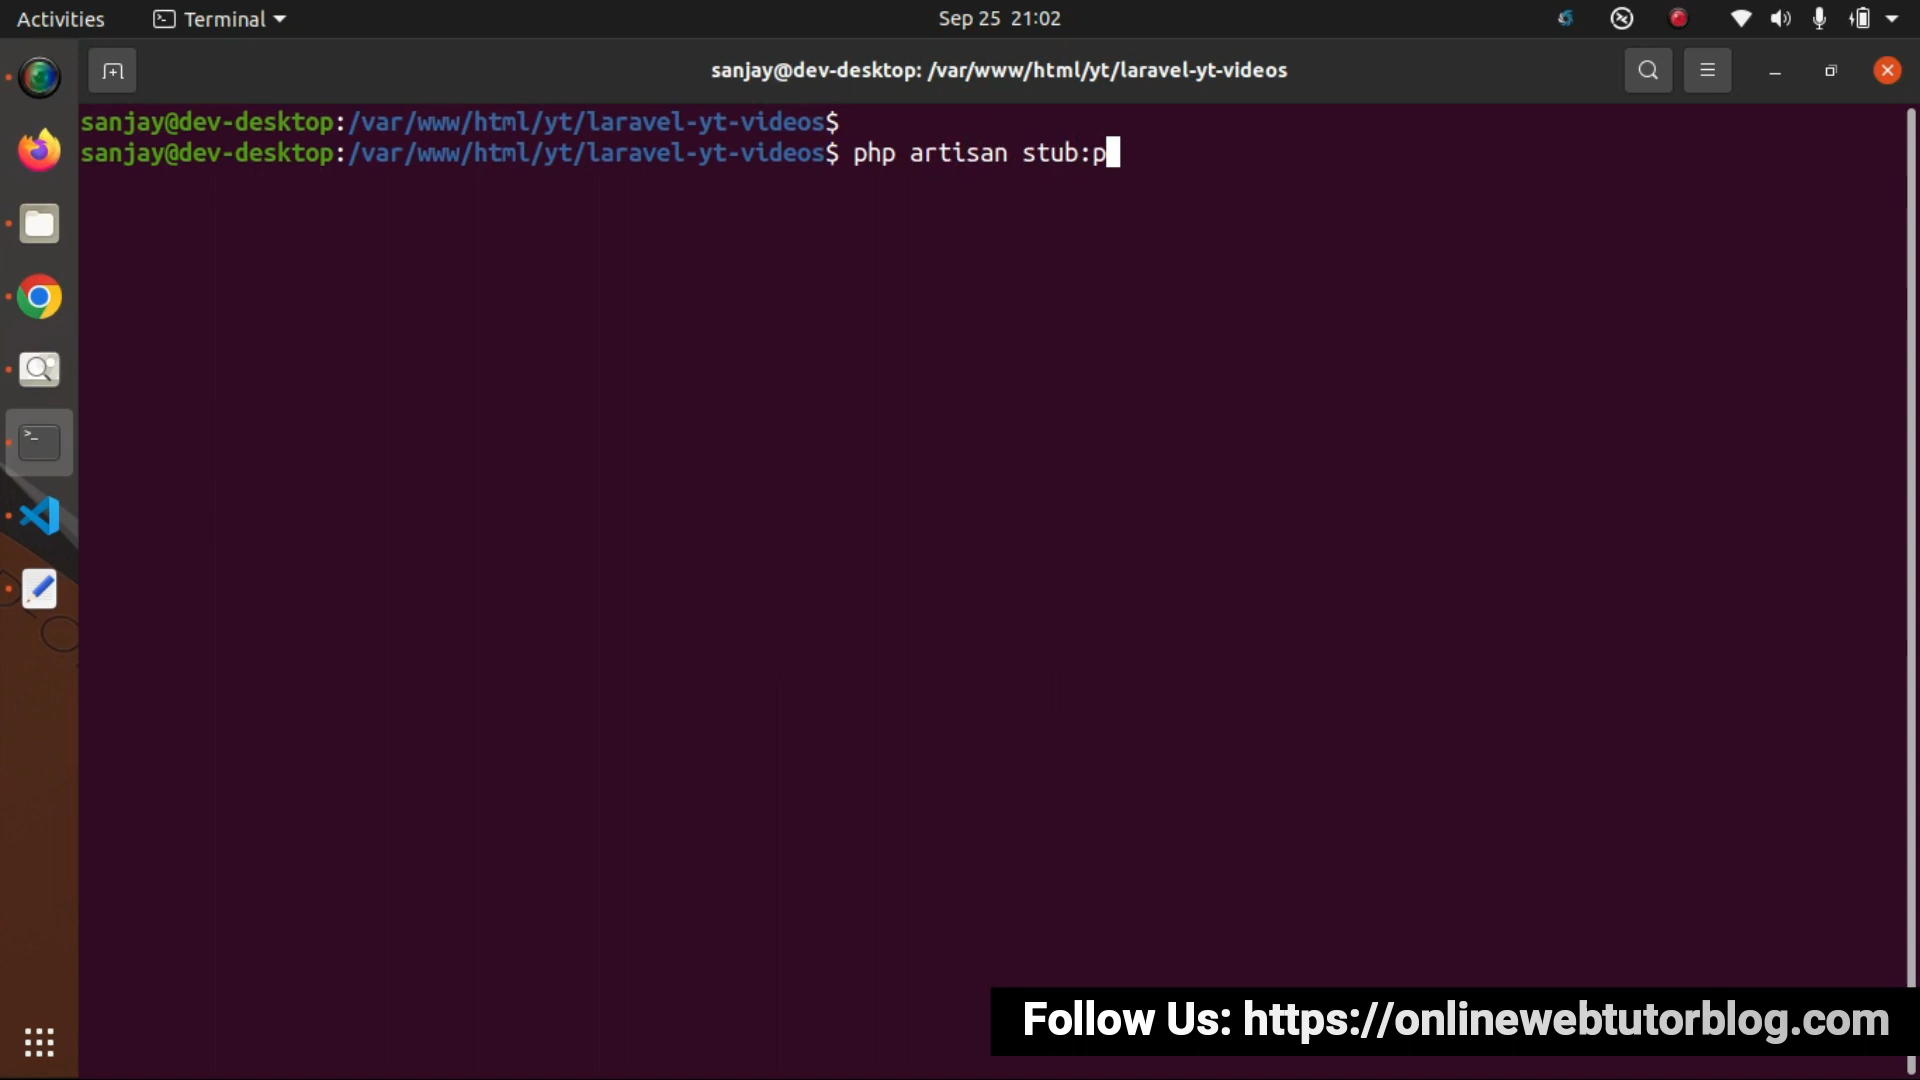 Activities
Terminal
Sep 25 21:02
sanjay@dev-desktop: /var/www/html/yt/laravel-yt-videos
sanjay@dev-desktop:/var/www/html/yt/laravel-yt-videos$
sanjay@dev-desktop:/var/www/html/yt/laravel-yt-videos$ php artisan stub:p
Follow Us: https://onlinewebtutorblog.com